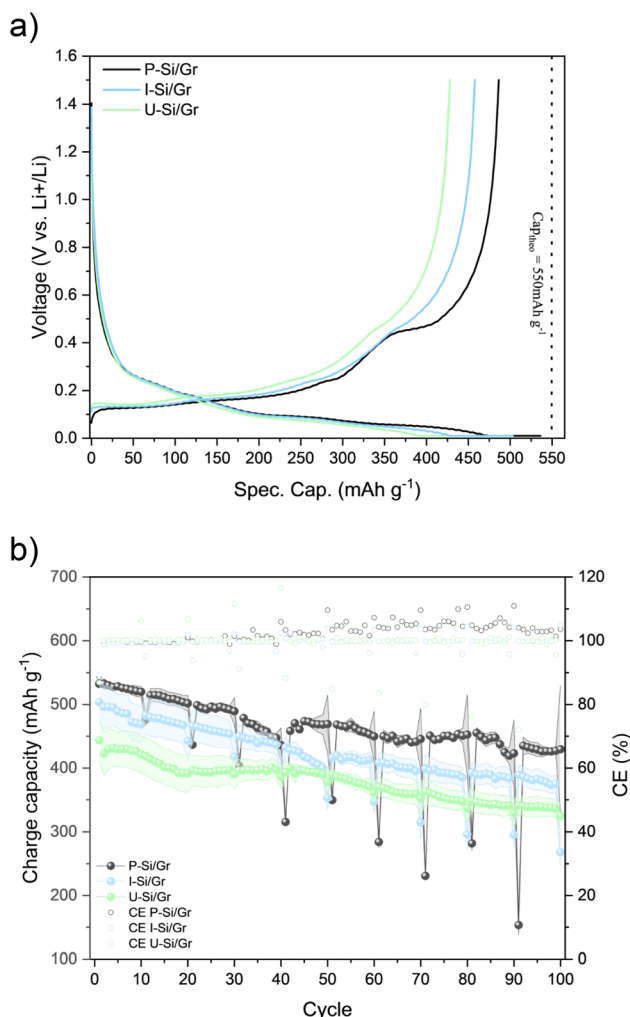 a)
P-Si/Gr
I-Si/Gr
U-Si/Gr
1.6
1.4
1.2
1.0
0.8
0.6
0.4
0.2
0.0
Voltage (V vs. Li+/Li)
Cap_theo = 550mAh g⁻¹
0 50 100 150 200 250 300 350 400 450 500 550
Spec. Cap. (mAh g⁻¹)
b)
700
600
500
400
300
200
100
Charge capacity (mAh g⁻¹)
120
100
80
60
40
20
0
CE (%)
P-Si/Gr
I-Si/Gr
U-Si/Gr
CE P-Si/Gr
CE I-Si/Gr
CE U-Si/Gr
0 10 20 30 40 50 60 70 80 90 100
Cycle